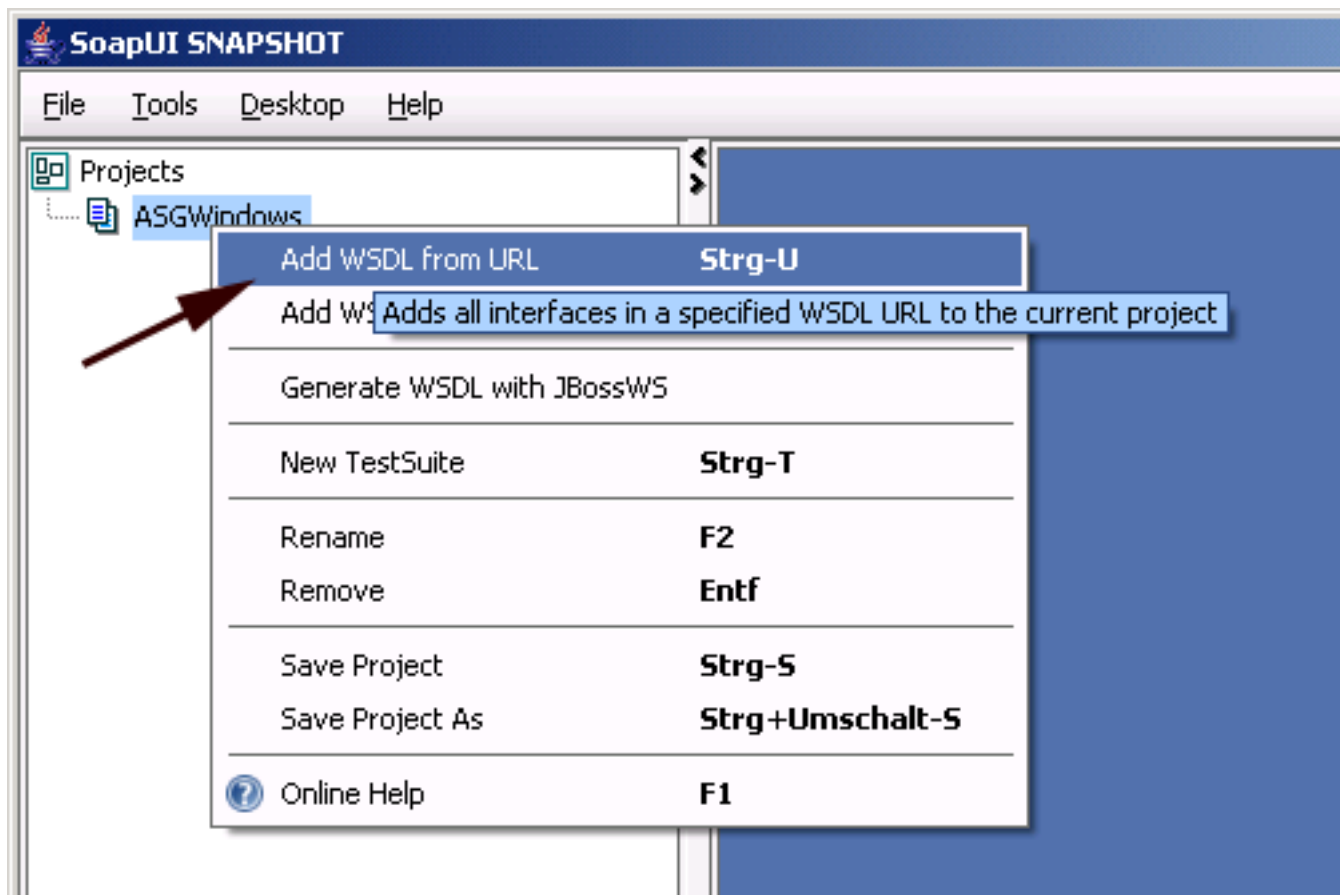 SoapUI SNAPSHOT
File Tools Desktop Help
Projects
ASGWindows
Add WSDL from URL Strg-U
Add WS
Adds all interfaces in a specified WSDL URL to the current project
Generate WSDL with JBossWS
New TestSuite Strg-T
Rename F2
Remove Entf
Save Project Strg-S
Save Project As Strg+Umschalt-S
Online Help F1